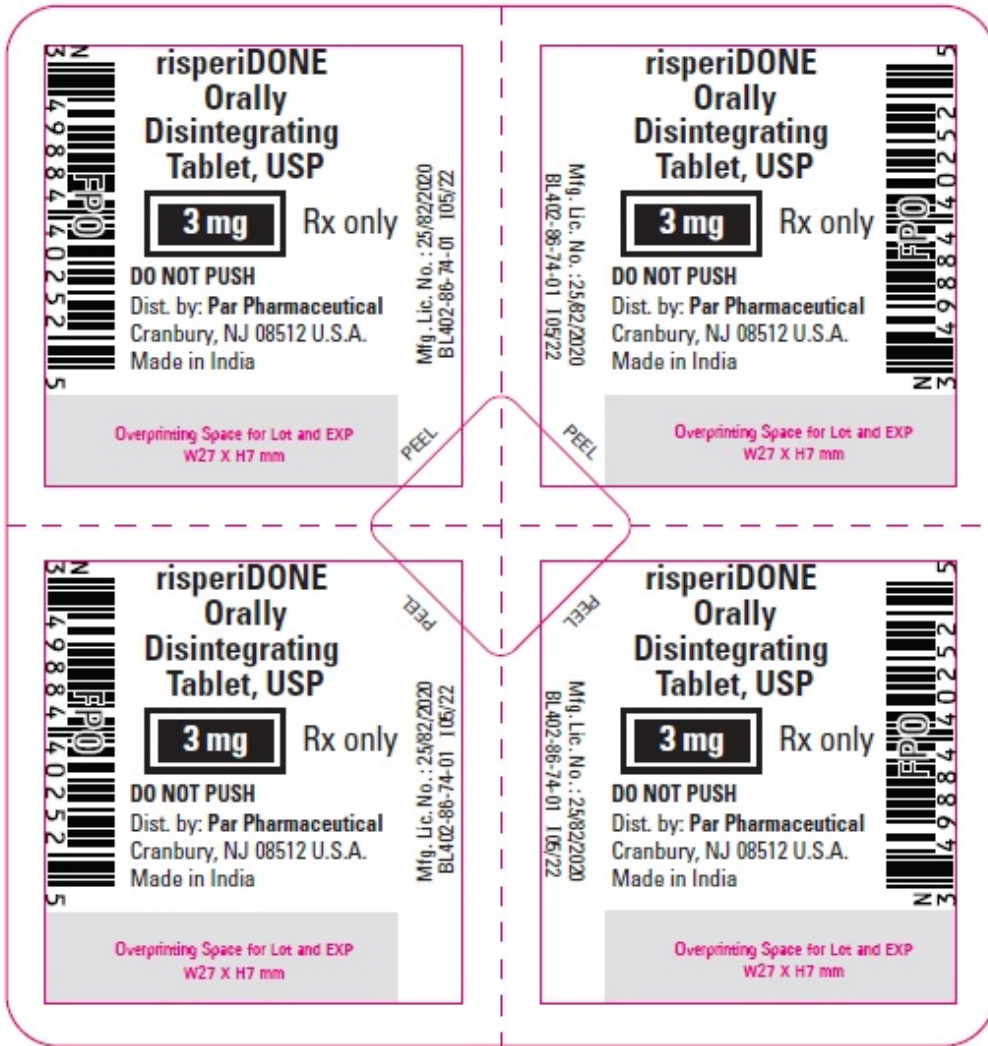 risperiDONE
Orally
Disintegrating
Tablet, USP
3 mg Rx only
DO NOT PUSH
Dist. by: Par Pharmaceutical
Cranbury, NJ 08512 U.S.A.
Made in India
Overprinting Space for Lot and EXP
W27 X H7 mm
N
3 49884 40252 5
FPO
Mfg. Lic. No. : 25/82/2020
BL402-86-74-01 I05/22
PEEL
risperiDONE
Orally
Disintegrating
Tablet, USP
3 mg Rx only
DO NOT PUSH
Dist. by: Par Pharmaceutical
Cranbury, NJ 08512 U.S.A.
Made in India
Overprinting Space for Lot and EXP
W27 X H7 mm
Mfg. Lic. No. : 25/82/2020
BL402-86-74-01 I05/22
N
3 49884 40252 5
FPO
PEEL
risperiDONE
Orally
Disintegrating
Tablet, USP
3 mg Rx only
DO NOT PUSH
Dist. by: Par Pharmaceutical
Cranbury, NJ 08512 U.S.A.
Made in India
Overprinting Space for Lot and EXP
W27 X H7 mm
N
3 49884 40252 5
FPO
Mfg. Lic. No. : 25/82/2020
BL402-86-74-01 I05/22
PEEL
risperiDONE
Orally
Disintegrating
Tablet, USP
3 mg Rx only
DO NOT PUSH
Dist. by: Par Pharmaceutical
Cranbury, NJ 08512 U.S.A.
Made in India
Overprinting Space for Lot and EXP
W27 X H7 mm
Mfg. Lic. No. : 25/82/2020
BL402-86-74-01 I05/22
N
3 49884 40252 5
FPO
PEEL